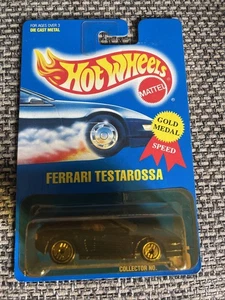 FOR AGES OVER 3
DIE CAST METAL
Hot Wheels
MATTEL
GOLD
MEDAL
SPEED
FERRARI TESTAROSSA
COLLECTOR NO.